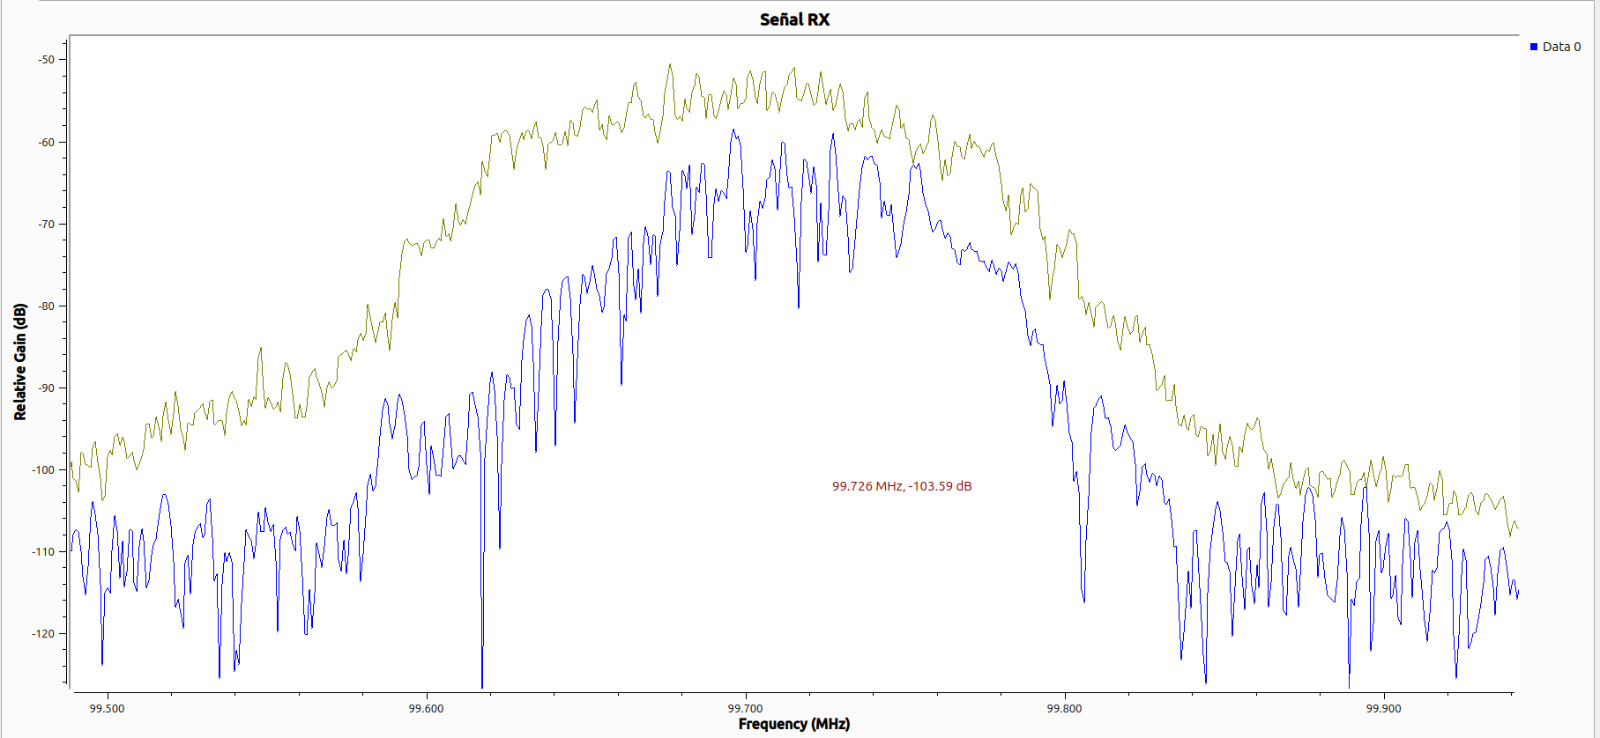 Señal RX
Data 0
Relative Gain (dB)
-50
-60
-70
-80
-90
-100
-110
-120
99.726 MHz, -103.59 dB
99.500
99.600
99.700
99.800
99.900
Frequency (MHz)